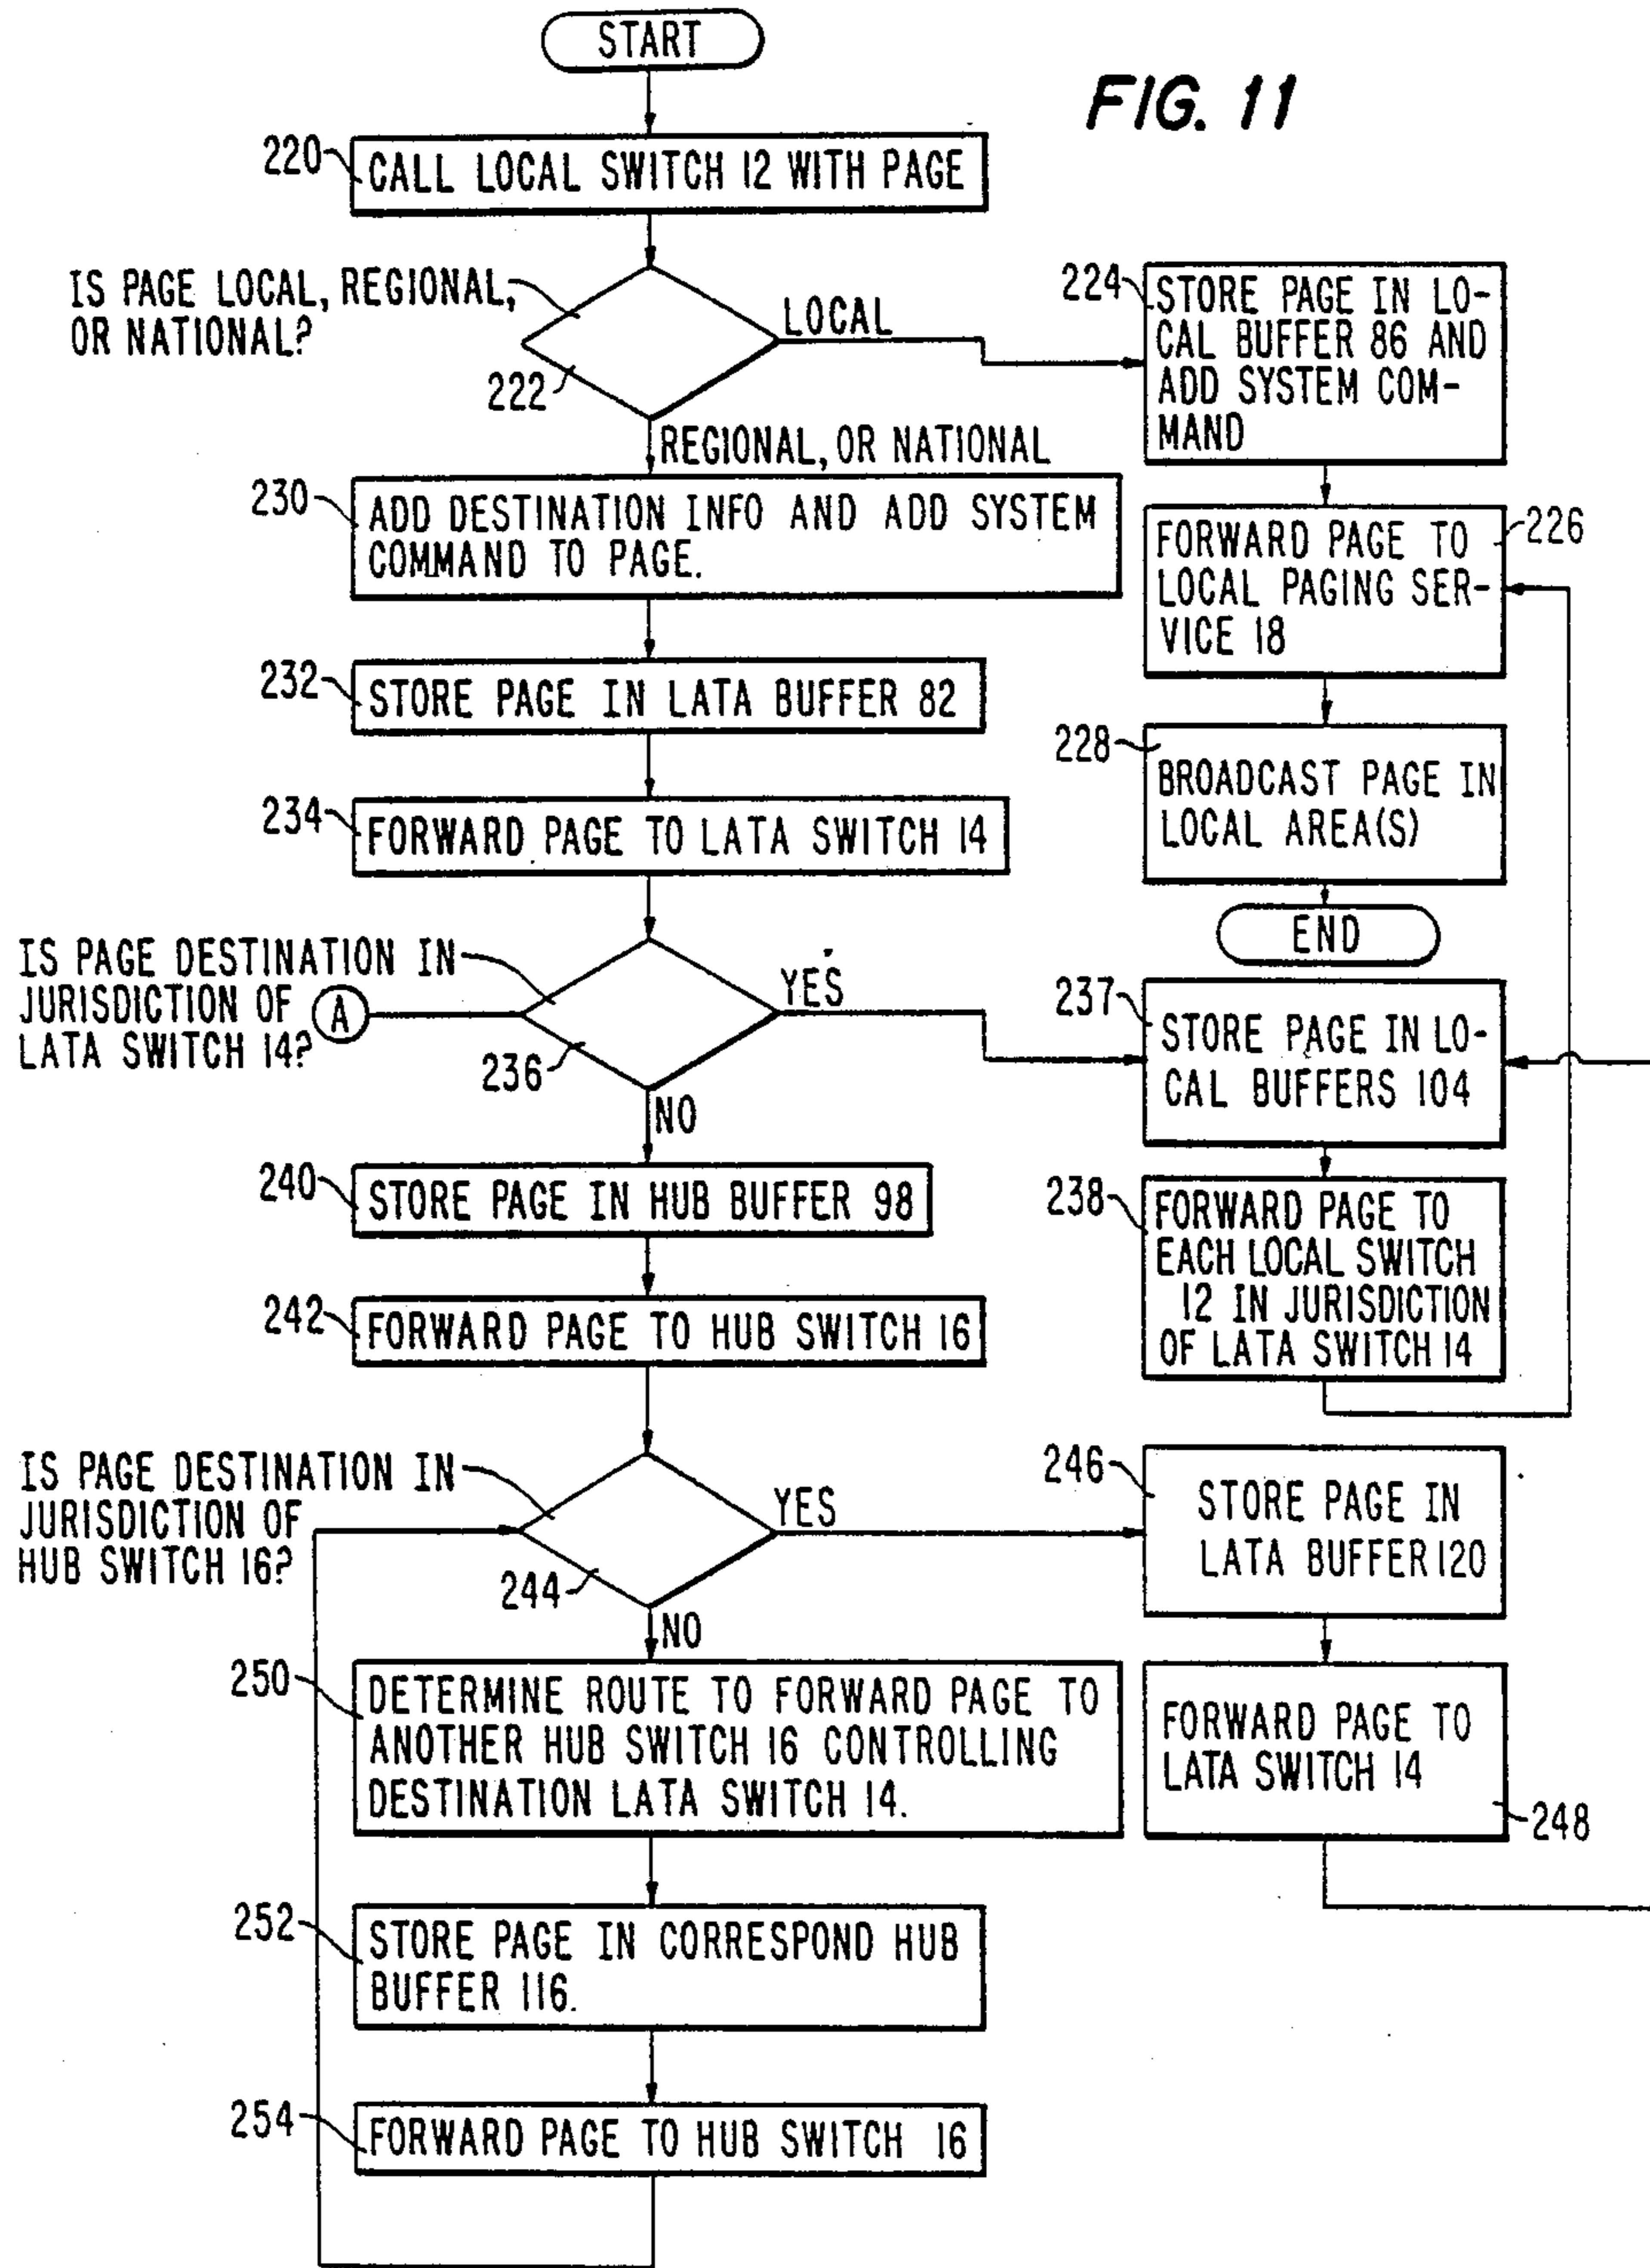 START
FIG. 11
220
CALL LOCAL SWITCH 12 WITH PAGE
IS PAGE LOCAL, REGIONAL,
OR NATIONAL?
222
LOCAL
REGIONAL, OR NATIONAL
224
STORE PAGE IN LO-
CAL BUFFER 86 AND
ADD SYSTEM COM-
MAND
226
FORWARD PAGE TO
LOCAL PAGING SER-
VICE 18
228
BROADCAST PAGE IN
LOCAL AREA(S)
END
230
ADD DESTINATION INFO AND ADD SYSTEM
COMMAND TO PAGE.
232
STORE PAGE IN LATA BUFFER 82
234
FORWARD PAGE TO LATA SWITCH 14
IS PAGE DESTINATION IN
JURISDICTION OF
LATA SWITCH 14?
A
236
YES
NO
237
STORE PAGE IN LO-
CAL BUFFERS 104
238
FORWARD PAGE TO
EACH LOCAL SWITCH
12 IN JURISDICTION
OF LATA SWITCH 14
240
STORE PAGE IN HUB BUFFER 98
242
FORWARD PAGE TO HUB SWITCH 16
IS PAGE DESTINATION IN
JURISDICTION OF
HUB SWITCH 16?
244
YES
NO
246
STORE PAGE IN
LATA BUFFER 120
FORWARD PAGE TO
LATA SWITCH 14
248
250
DETERMINE ROUTE TO FORWARD PAGE TO
ANOTHER HUB SWITCH 16 CONTROLLING
DESTINATION LATA SWITCH 14.
252
STORE PAGE IN CORRESPOND HUB
BUFFER 116.
254
FORWARD PAGE TO HUB SWITCH 16